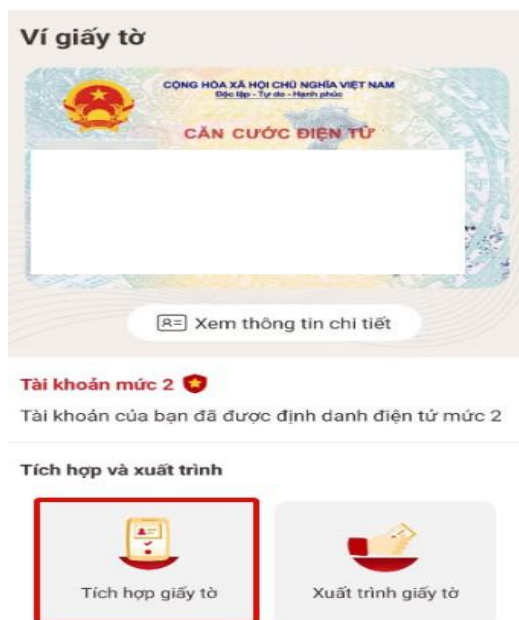 Ví giấy tờ
CỘNG HÒA XÃ HỘI CHỦ NGHĨA VIỆT NAM
Độc lập - Tự do - Hạnh phúc
CĂN CƯỚC ĐIỆN TỬ
Xem thông tin chi tiết
Tài khoản mức 2
Tài khoản của bạn đã được định danh điện tử mức 2
Tích hợp và xuất trình
Tích hợp giấy tờ
Xuất trình giấy tờ